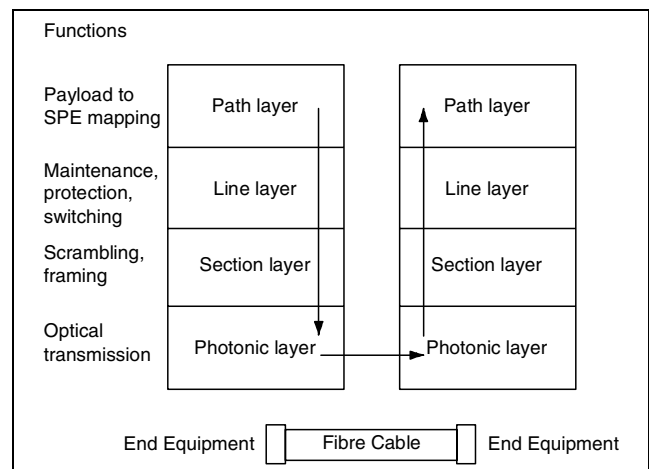 Functions
Payload to
SPE mapping
Path layer
Path layer
Maintenance,
protection,
switching
Line layer
Line layer
Scrambling,
framing
Section layer
Section layer
Optical
transmission
Photonic layer
Photonic layer
End Equipment
Fibre Cable
End Equipment